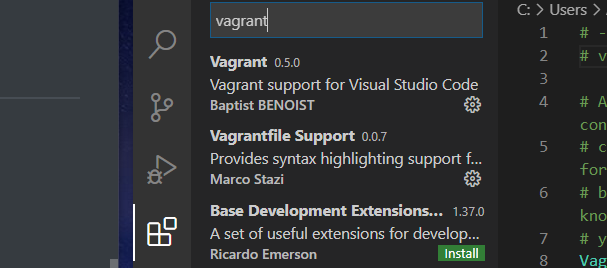 vagrant
Vagrant 0.5.0
Vagrant support for Visual Studio Code
Baptist BENOIST
Vagrantfile Support 0.0.7
Provides syntax highlighting support f...
Marco Stazi
Base Development Extensions... 1.37.0
A set of useful extensions for develop...
Ricardo Emerson Install
C: > Users >
1 # -
2 # v
3
4 # A
con
5 # c
for
6 # b
kno
7 # y
8 Vag